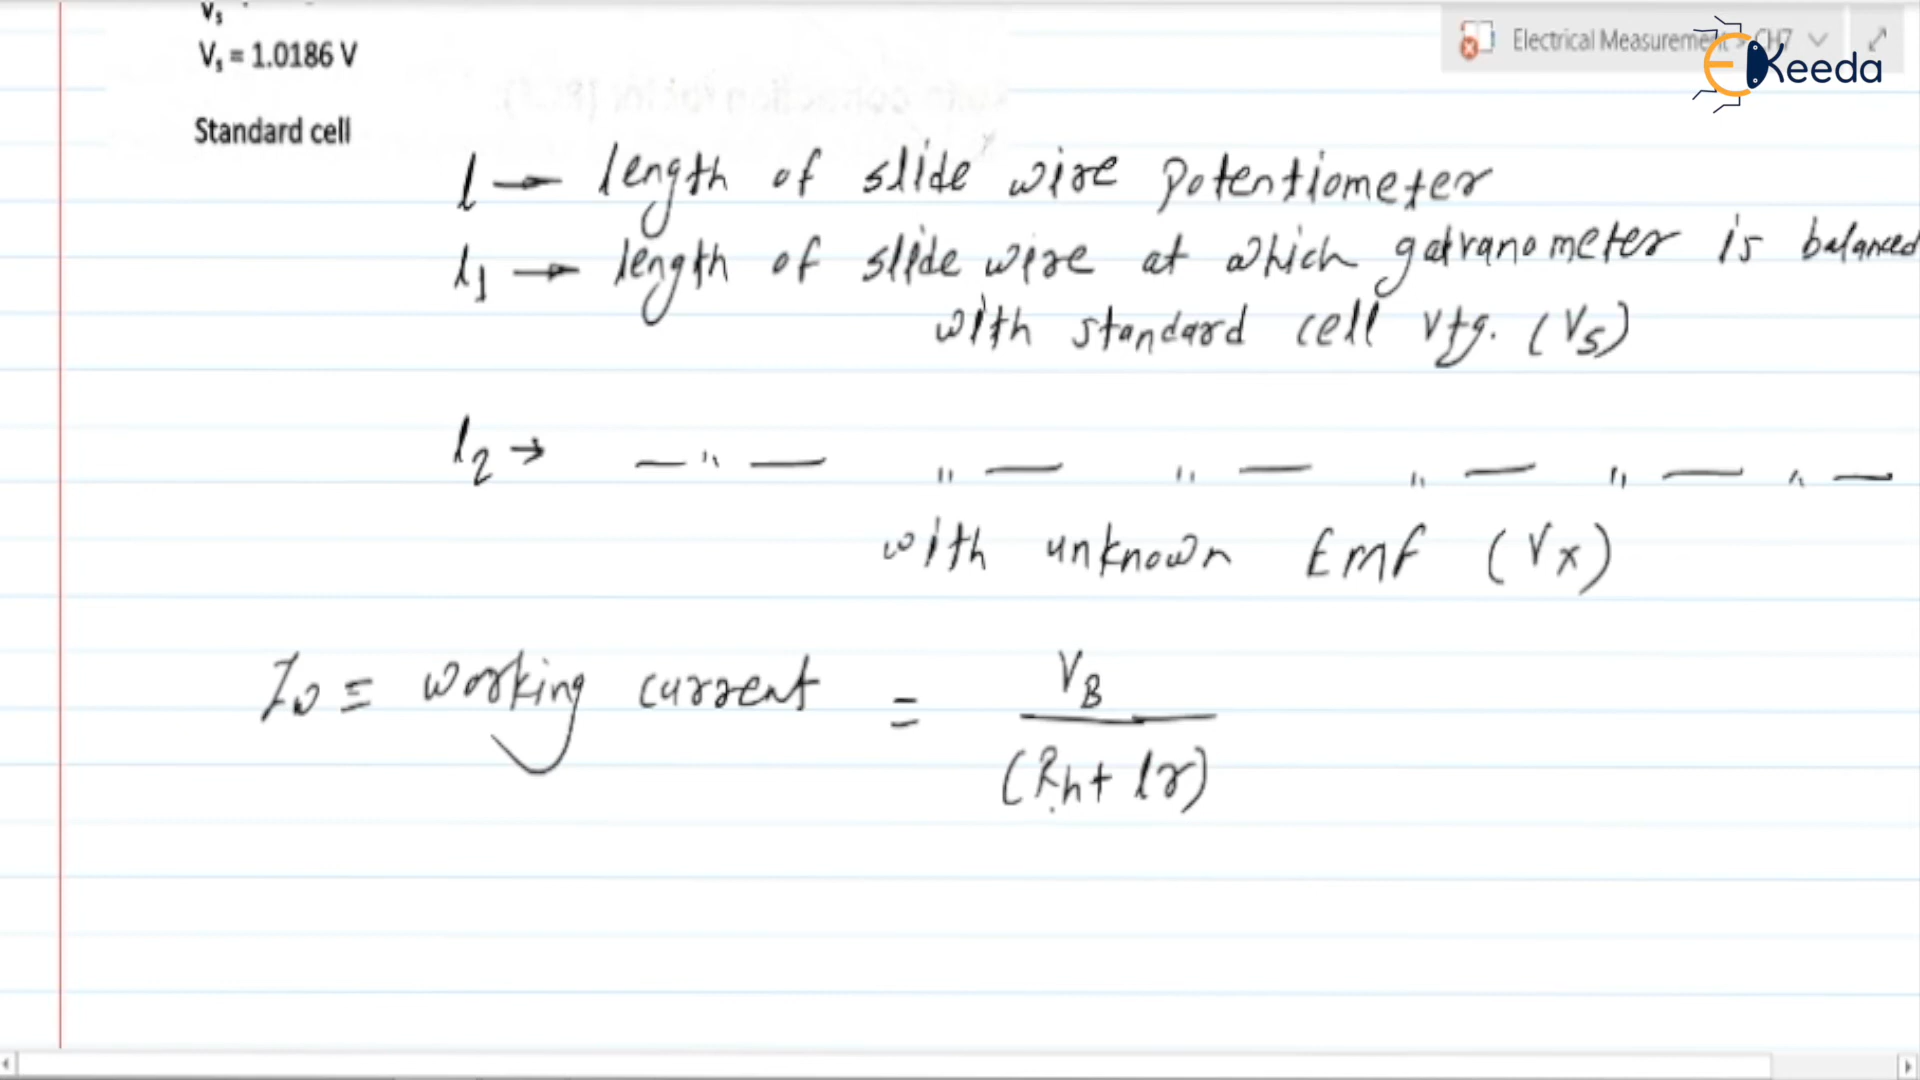 Vs
Vs = 1.0186 V
Electrical Measurement > CH7
EKeeda
Standard cell
l → length of slide wire potentiometer
l1 → length of slide wire at which galvanometer is balanced
with standard cell vtg. (Vs)
l2 → — " — " — " — " — " — " —
with unknown EMF (Vx)
Iw = working current = VB
(Rh + lr)